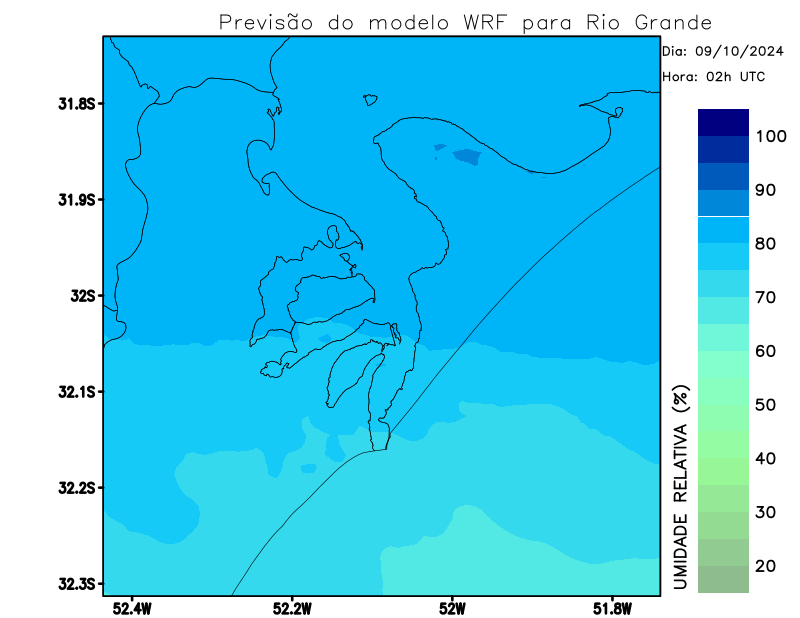 Previsão do modelo WRF para Rio Grande
Dia: 09/10/2024
Hora: 02h UTC
31.8S
31.9S
32S
32.1S
32.2S
32.3S
52.4W
52.2W
52W
51.8W
100
90
80
70
60
50
40
30
20
UMIDADE RELATIVA (%)